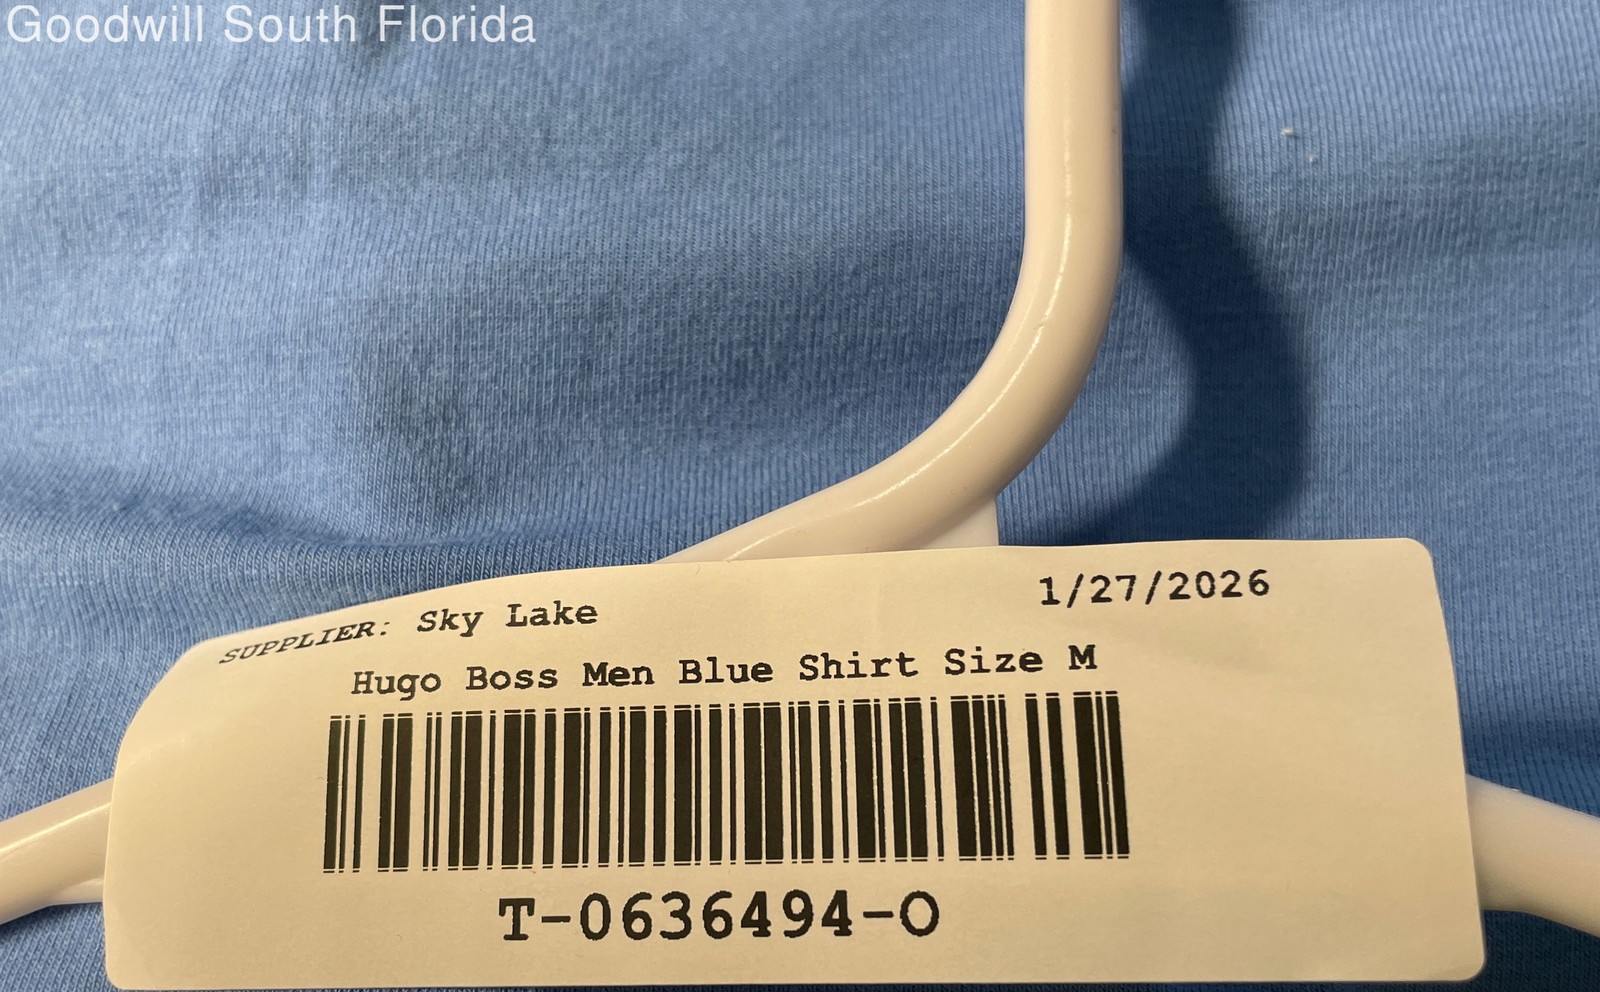 Goodwill South Florida
SUPPLIER: Sky Lake 1/27/2026
Hugo Boss Men Blue Shirt Size M
T-0636494-O